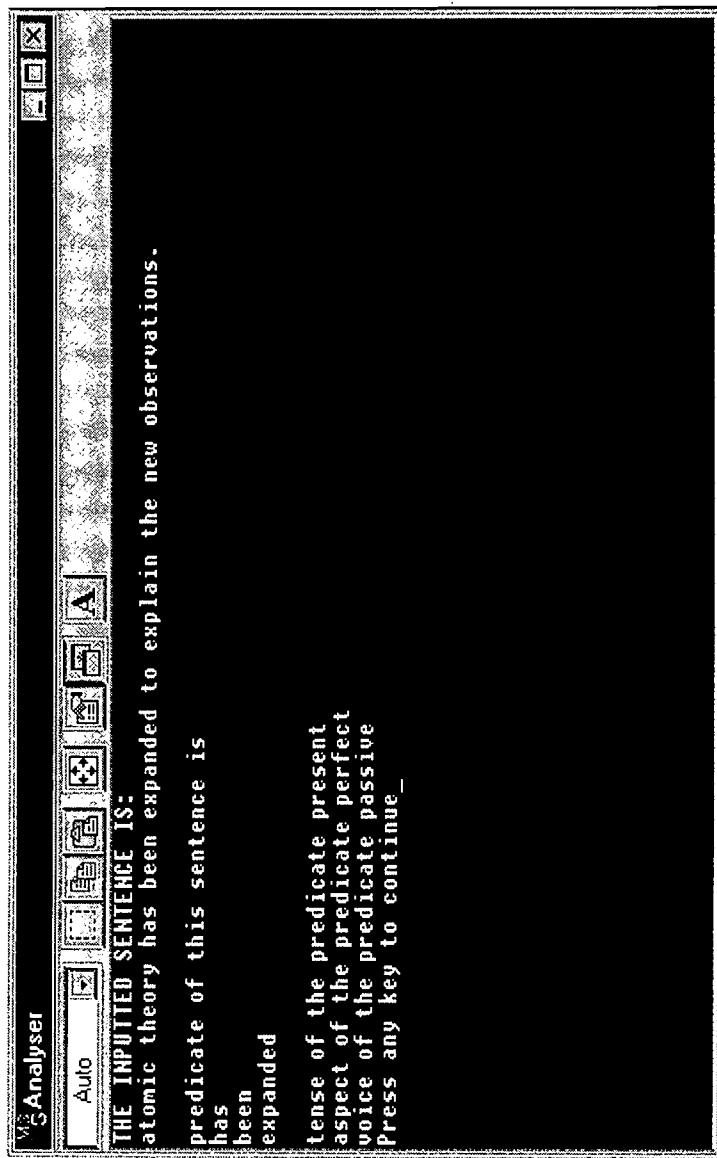 Analyser
Auto
A
THE INPUTTED SENTENCE IS:
atomic theory has been expanded to explain the new observations.
predicate of this sentence is
has
been
expanded
tense of the predicate present
aspect of the predicate perfect
voice of the predicate passive
Press any key to continue_